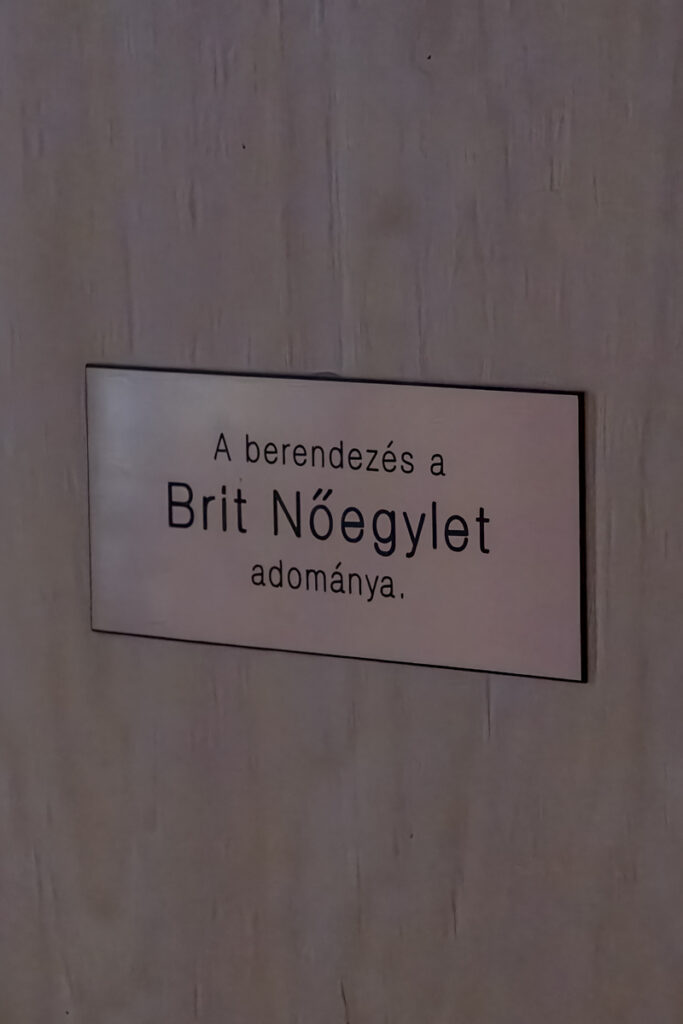 A berendezés a
Brit Nőegylet
adománya.